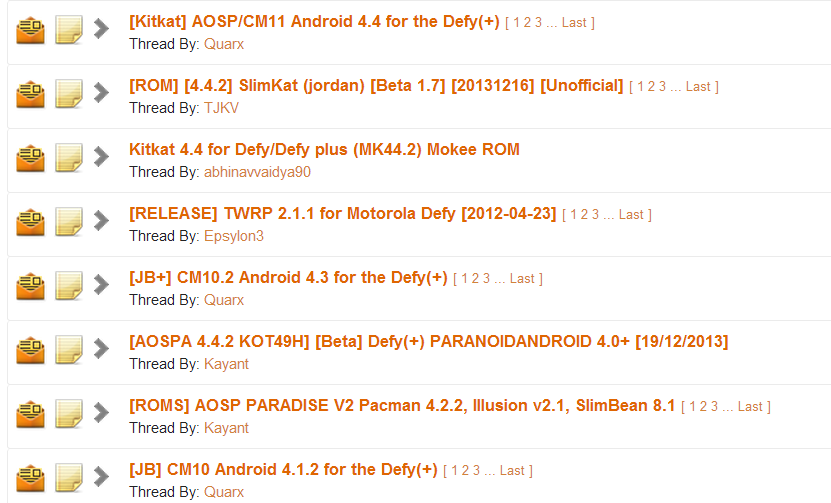 [Kitkat] AOSP/CM11 Android 4.4 for the Defy(+) [ 1 2 3 ... Last ]
Thread By: Quarx
[ROM] [4.4.2] SlimKat (jordan) [Beta 1.7] [20131216] [Unofficial] [ 1 2 3 ... Last ]
Thread By: TJKV
Kitkat 4.4 for Defy/Defy plus (MK44.2) Mokee ROM
Thread By: abhinavvaidya90
[RELEASE] TWRP 2.1.1 for Motorola Defy [2012-04-23] [ 1 2 3 ... Last ]
Thread By: Epsylon3
[JB+] CM10.2 Android 4.3 for the Defy(+) [ 1 2 3 ... Last ]
Thread By: Quarx
[AOSPA 4.4.2 KOT49H] [Beta] Defy(+) PARANOIDANDROID 4.0+ [19/12/2013]
Thread By: Kayant
[ROMS] AOSP PARADISE V2 Pacman 4.2.2, Illusion v2.1, SlimBean 8.1 [ 1 2 3 ... Last ]
Thread By: Kayant
[JB] CM10 Android 4.1.2 for the Defy(+) [ 1 2 3 ... Last ]
Thread By: Quarx